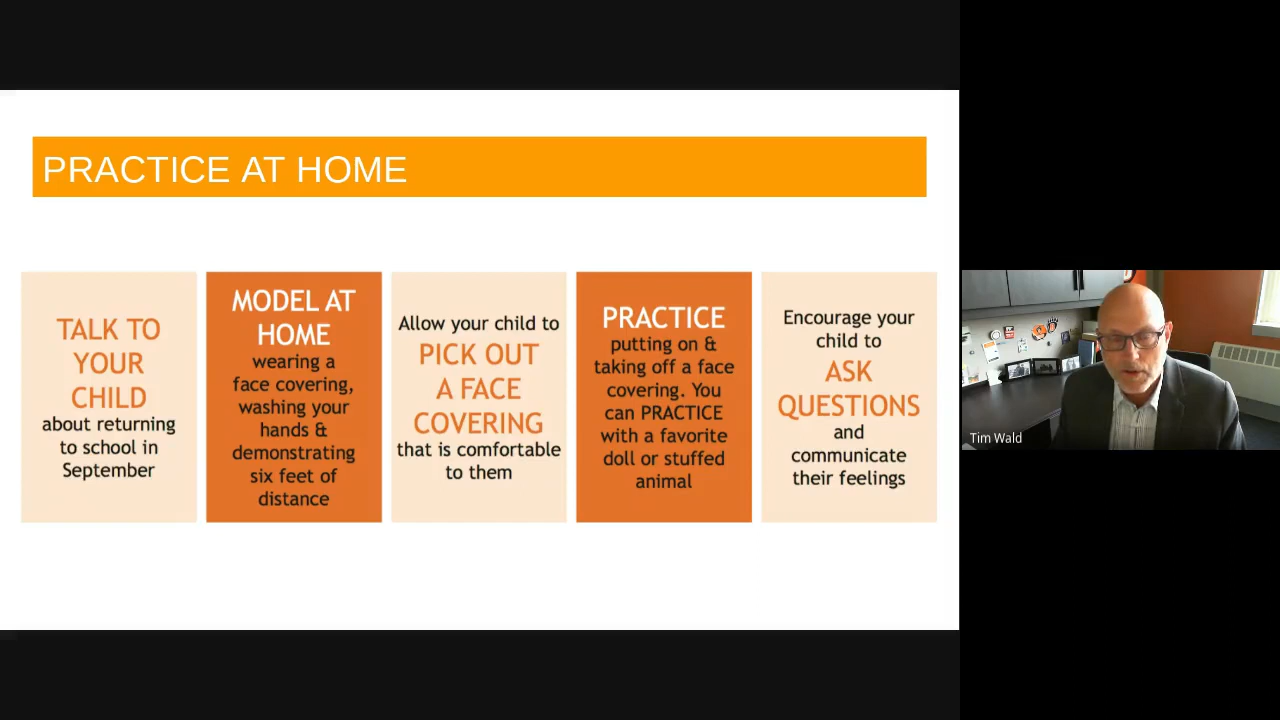 PRACTICE AT HOME
TALK TO
YOUR
CHILD
about returning
to school in
September
MODEL AT
HOME
wearing a
face covering,
washing your
hands &
demonstrating
six feet of
distance
Allow your child to
PICK OUT
A FACE
COVERING
that is comfortable
to them
PRACTICE
putting on &
taking off a face
covering. You
can PRACTICE
with a favorite
doll or stuffed
animal
Encourage your
child to
ASK
QUESTIONS
and
communicate
their feelings
Tim Wald